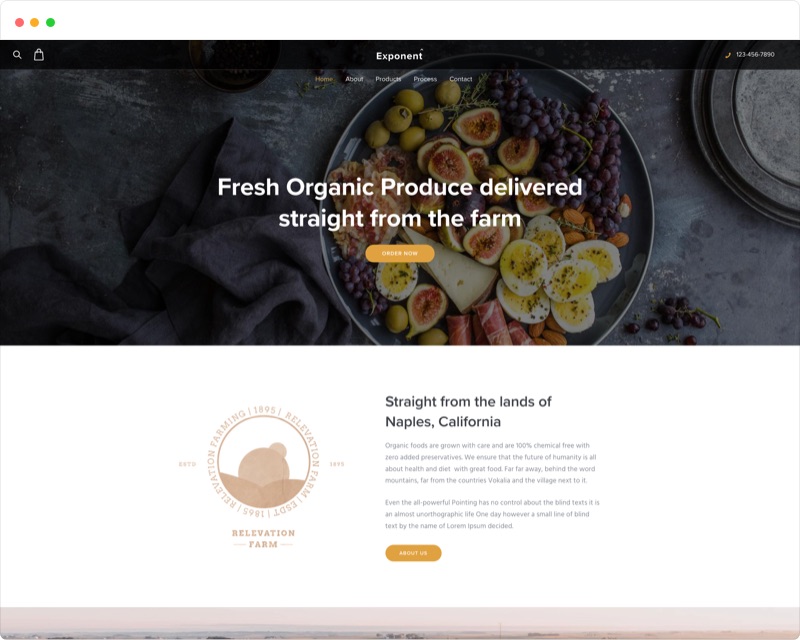 Exponent
123-456-7890
Home About Products Process Contact
Fresh Organic Produce delivered
straight from the farm
ORDER NOW
RELEVATION FARMING | 1895 | RELEVATION FARM | ESDT | 1865 |
ESTD
1895
RELEVATION
FARM
Straight from the lands of
Naples, California
Organic foods are grown with care and are 100% chemical free with
zero added preservatives. We ensure that the future of humanity is all
about health and diet with great food. Far far away, behind the word
mountains, far from the countries Vokalia and the village next to it.
Even the all-powerful Pointing has no control about the blind texts it is
an almost unorthographic life One day however a small line of blind
text by the name of Lorem Ipsum decided.
ABOUT US